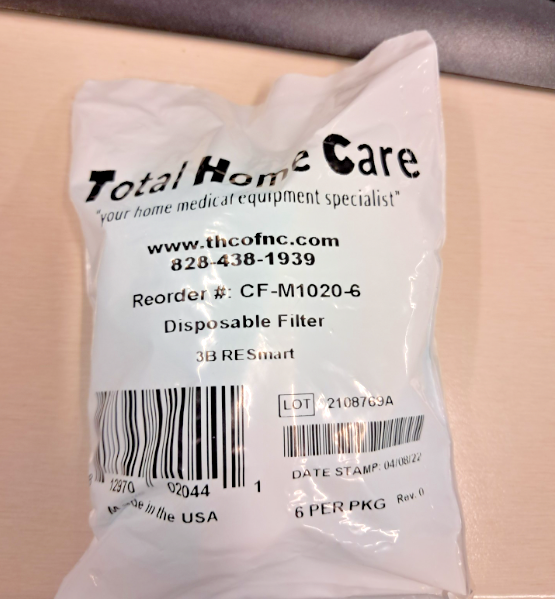 Total Home Care
"your home medical equipment specialist"
www.thcofnc.com
828-438-1939
Reorder #: CF-M1020-6
Disposable Filter
3B RESmart
LOT 2108769A
DATE STAMP: 04/08/22
12970 02044 1
Made in the USA
6 PER PKG Rev. 0